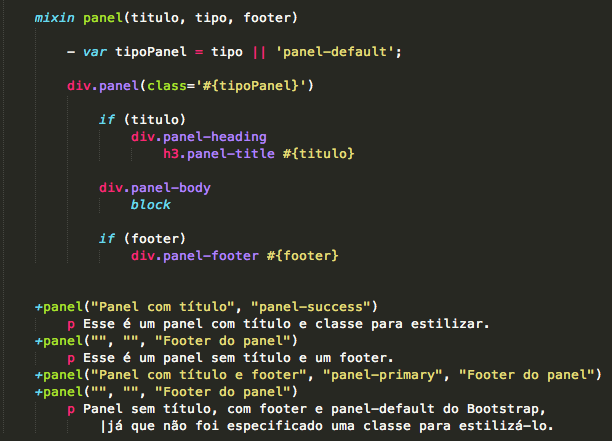 mixin panel(titulo, tipo, footer)
- var tipoPanel = tipo || 'panel-default';
div.panel(class='#{tipoPanel}')
if (titulo)
div.panel-heading
h3.panel-title #{titulo}
div.panel-body
block
if (footer)
div.panel-footer #{footer}
+panel("Panel com título", "panel-success")
p Esse é um panel com título e classe para estilizar.
+panel("", "", "Footer do panel")
p Esse é um panel sem título e um footer.
+panel("Panel com título e footer", "panel-primary", "Footer do panel")
+panel("", "", "Footer do panel")
p Panel sem título, com footer e panel-default do Bootstrap,
|já que não foi especificado uma classe para estilizá-lo.